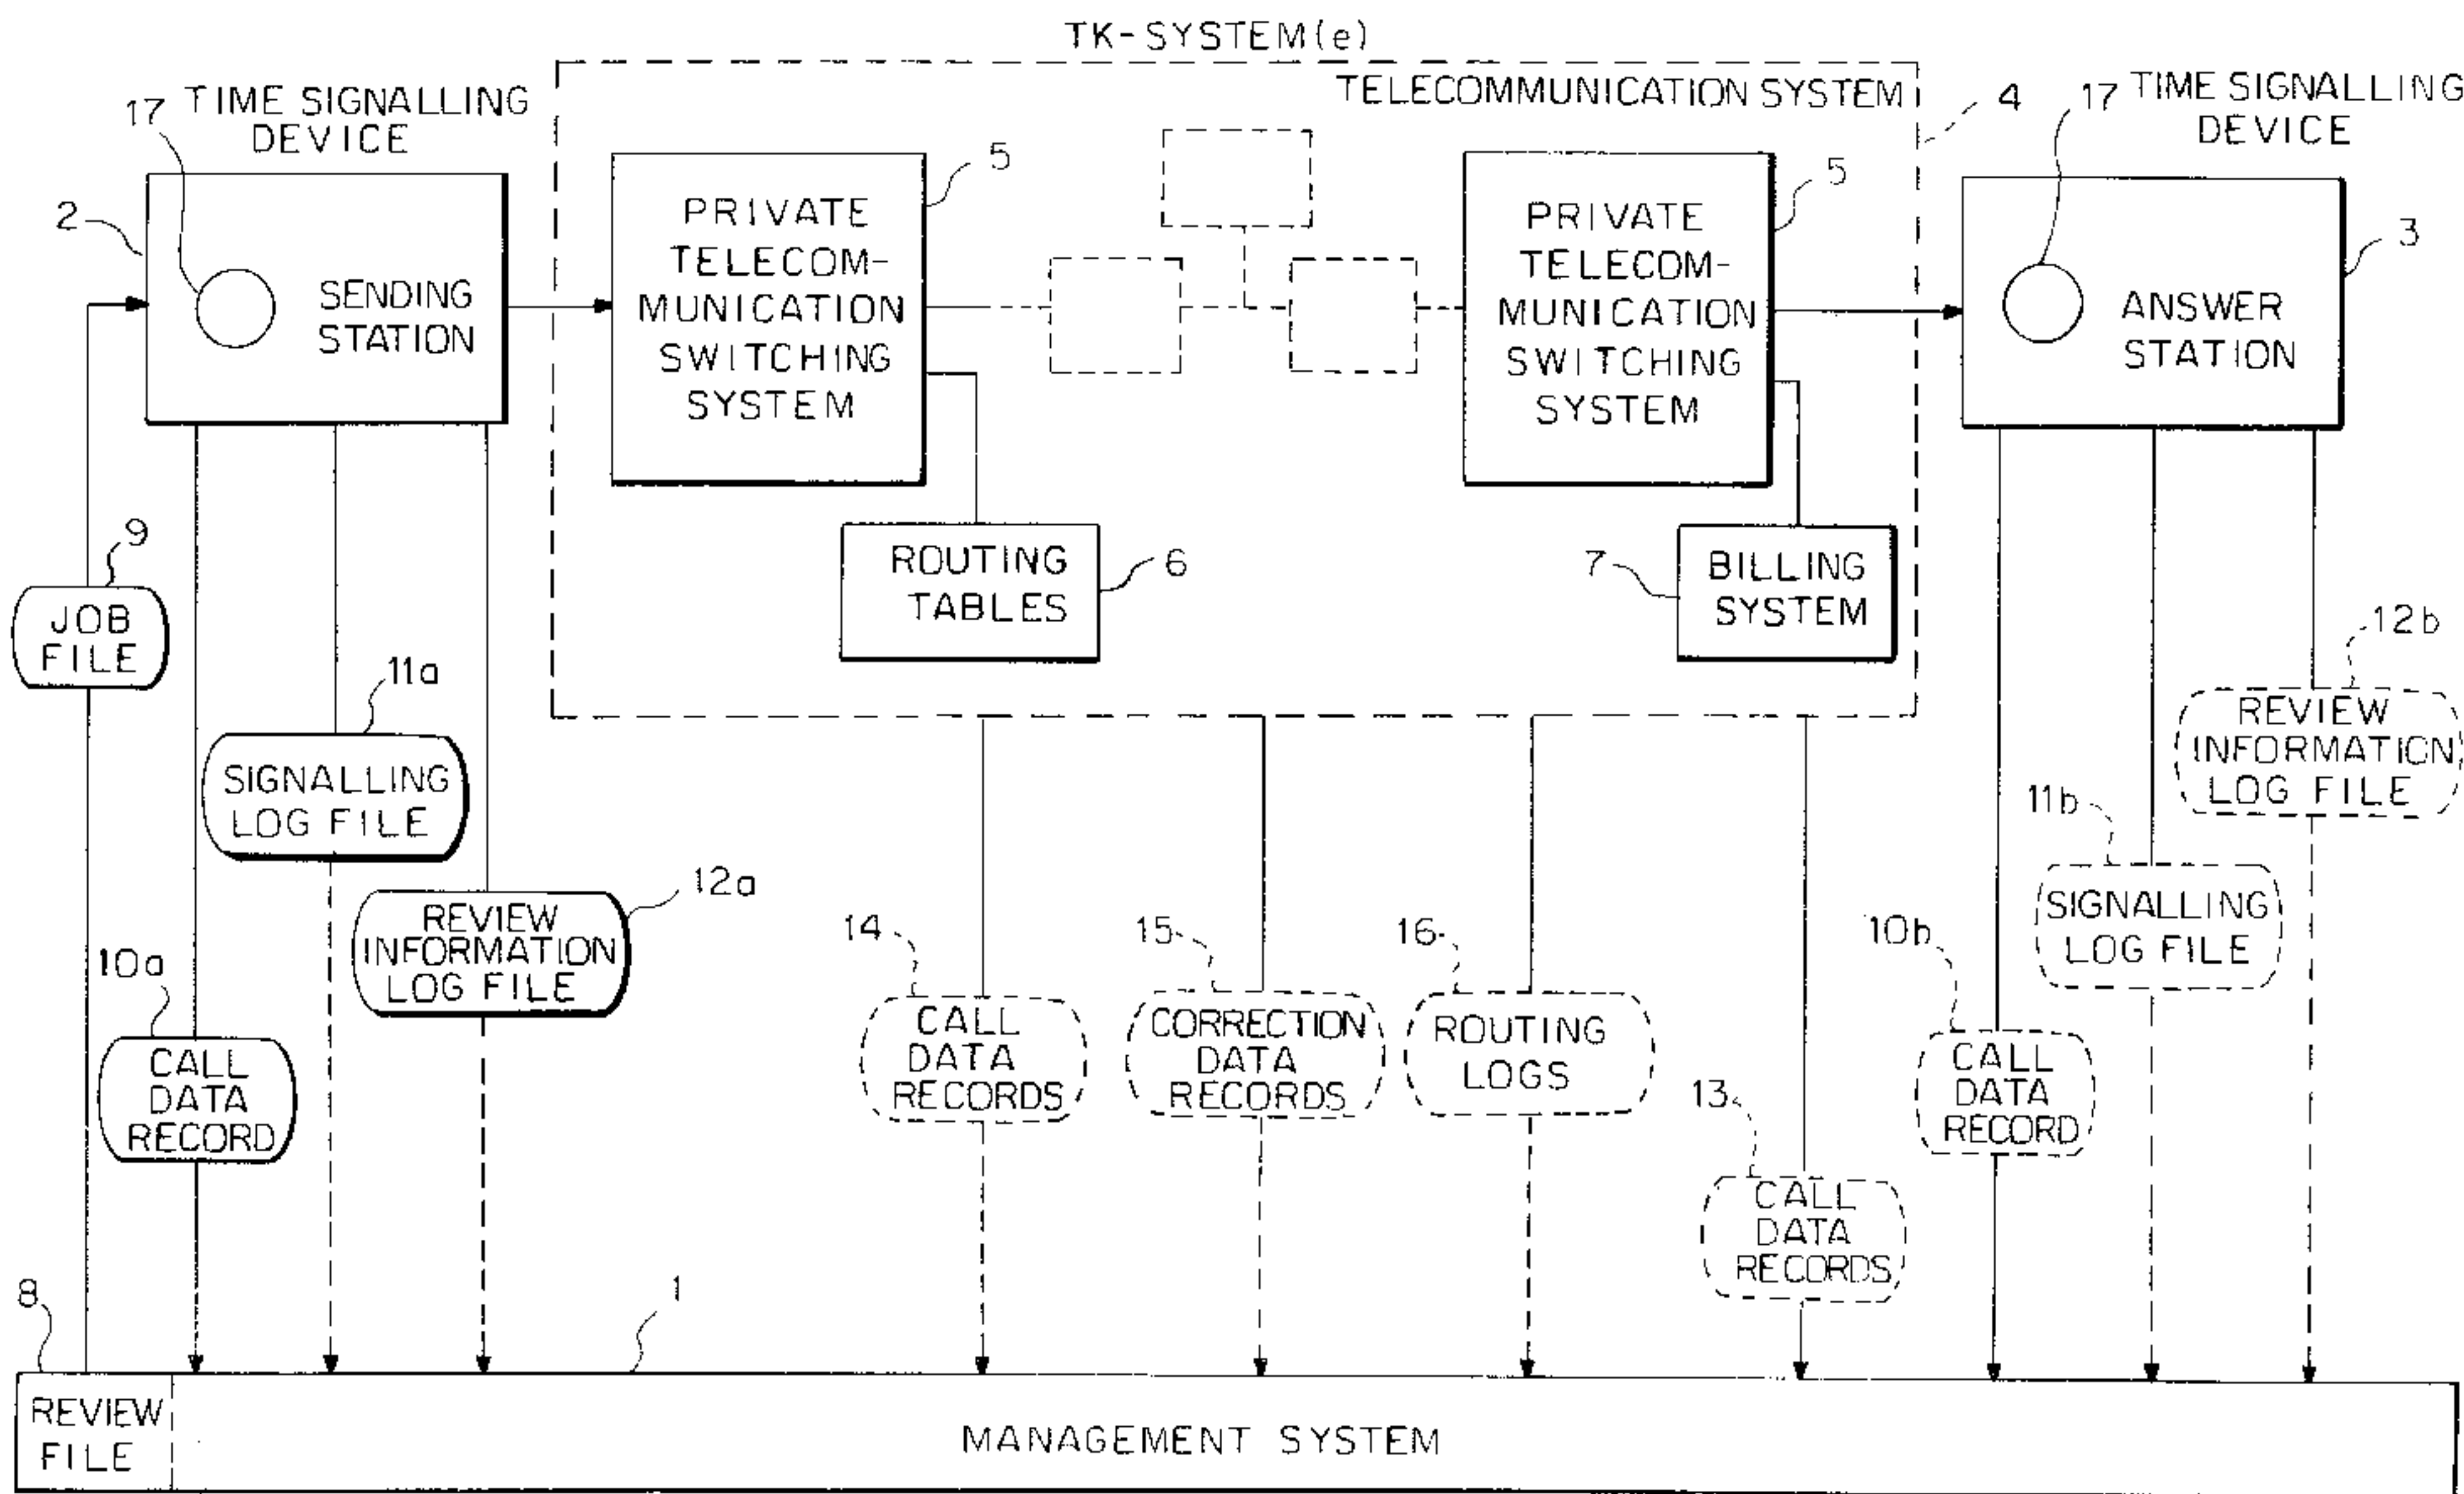 TK-SYSTEM(e)
TELECOMMUNICATION SYSTEM
4
17
TIME SIGNALLING
DEVICE
17
TIME SIGNALLING
DEVICE
2
SENDING
STATION
5
PRIVATE
TELECOM-
MUNICATION
SWITCHING
SYSTEM
5
PRIVATE
TELECOM-
MUNICATION
SWITCHING
SYSTEM
3
ANSWER
STATION
ROUTING
TABLES
6
7
BILLING
SYSTEM
9
JOB
FILE
11a
SIGNALLING
LOG FILE
12a
REVIEW
INFORMATION
LOG FILE
10a
CALL
DATA
RECORD
14
CALL
DATA
RECORDS
15
CORRECTION
DATA
RECORDS
16
ROUTING
LOGS
13
CALL
DATA
RECORDS
10b
CALL
DATA
RECORD
11b
SIGNALLING
LOG FILE
12b
REVIEW
INFORMATION
LOG FILE
8
1
REVIEW
FILE
MANAGEMENT SYSTEM